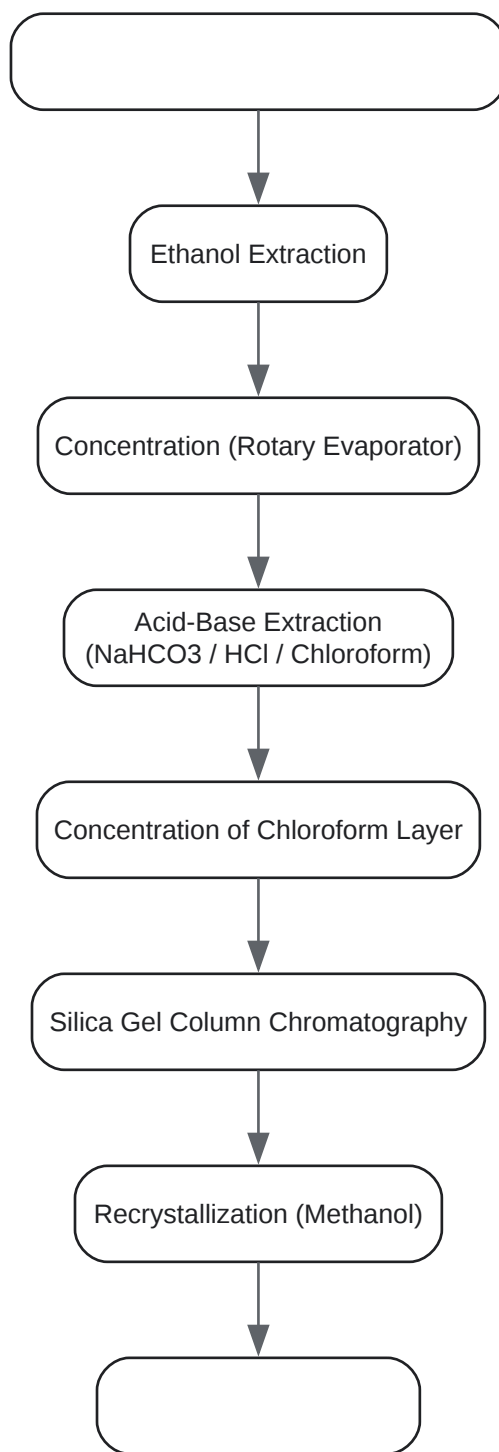 Ethanol Extraction
Concentration (Rotary Evaporator)
Acid-Base Extraction
(NaHCO3 / HCl / Chloroform)
Concentration of Chloroform Layer
Silica Gel Column Chromatography
Recrystallization (Methanol)